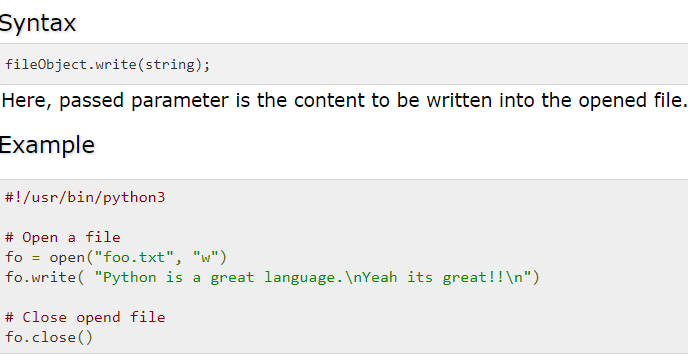 Syntax
fileObject.write(string);
Here, passed parameter is the content to be written into the opened file.
Example
#!/usr/bin/python3
# Open a file
fo = open("foo.txt", "w")
fo.write( "Python is a great language.\nYeah its great!!\n")
# Close opend file
fo.close()